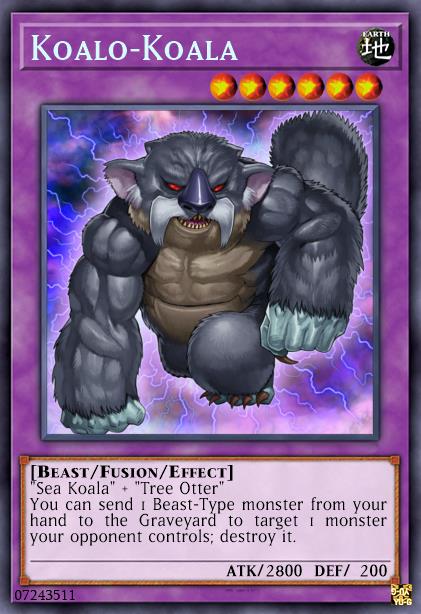 Koalo-Koala
EARTH
地
[Beast/Fusion/Effect]
"Sea Koala" + "Tree Otter"
You can send 1 Beast-Type monster from your
hand to the Graveyard to target 1 monster
your opponent controls; destroy it.
ATK/2800 DEF/ 200
07243511